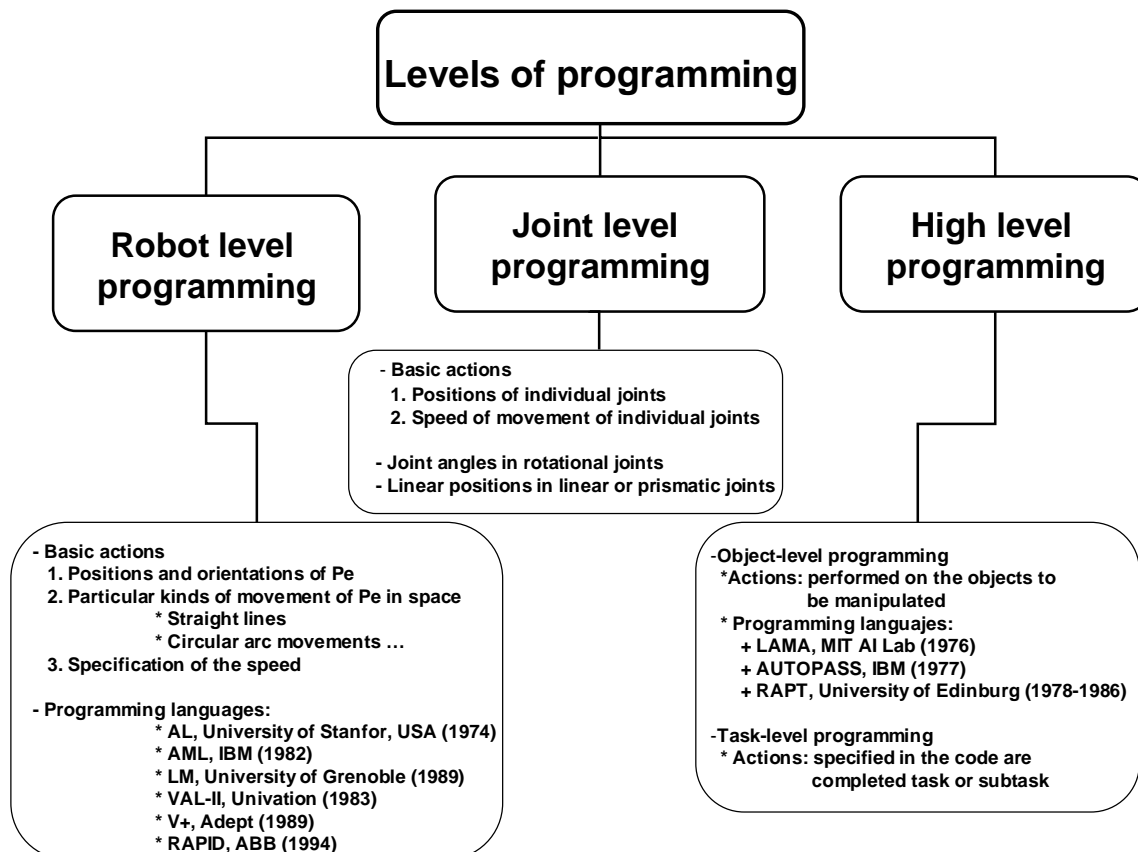 Levels of programming
Robot level
programming
Joint level
programming
High level
programming
- Basic actions
1. Positions of individual joints
2. Speed of movement of individual joints
- Joint angles in rotational joints
- Linear positions in linear or prismatic joints
- Basic actions
1. Positions and orientations of Pe
2. Particular kinds of movement of Pe in space
* Straight lines
* Circular arc movements …
3. Specification of the speed
- Programming languages:
* AL, University of Stanfor, USA (1974)
* AML, IBM (1982)
* LM, University of Grenoble (1989)
* VAL-II, Univation (1983)
* V+, Adept (1989)
* RAPID, ABB (1994)
-Object-level programming
*Actions: performed on the objects to
be manipulated
* Programming languajes:
+ LAMA, MIT AI Lab (1976)
+ AUTOPASS, IBM (1977)
+ RAPT, University of Edinburg (1978-1986)
-Task-level programming
* Actions: specified in the code are
completed task or subtask